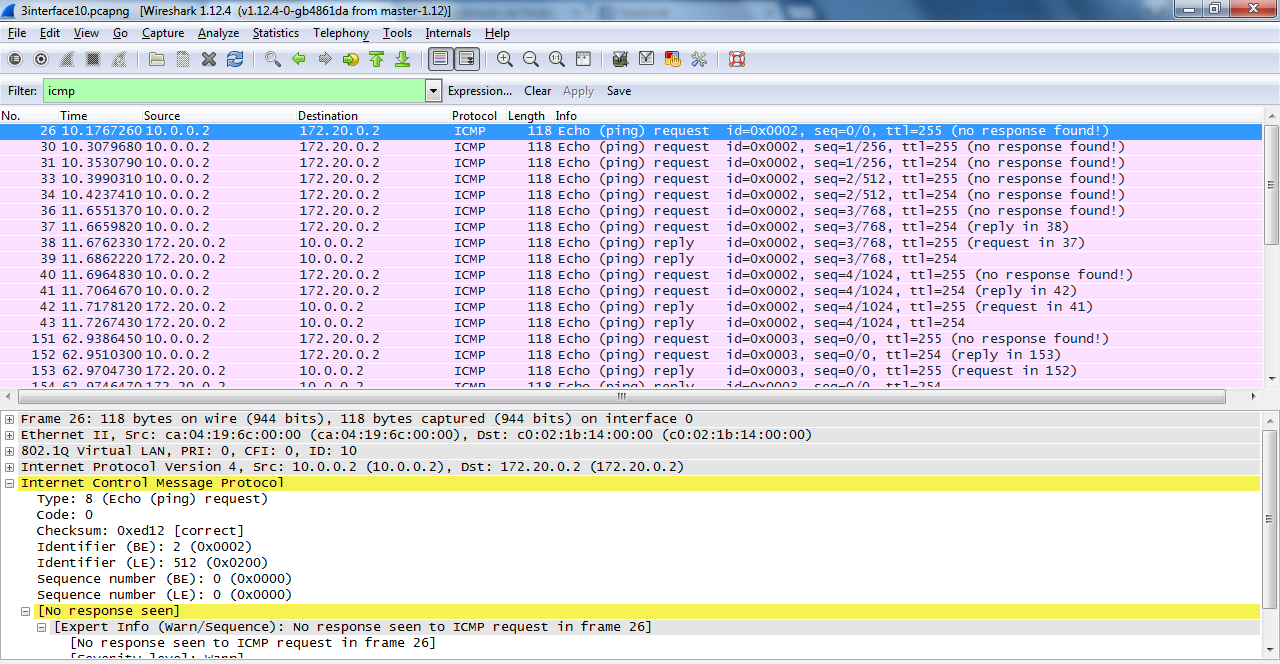 3interface10.pcapng [Wireshark 1.12.4 (v1.12.4-0-gb4861da from master-1.12)]
File Edit View Go Capture Analyze Statistics Telephony Tools Internals Help
Filter: icmp Expression... Clear Apply Save
No. Time Source Destination Protocol Length Info
26 10.1767260 10.0.0.2 172.20.0.2 ICMP 118 Echo (ping) request id=0x0002, seq=0/0, ttl=255 (no response found!)
30 10.3079680 10.0.0.2 172.20.0.2 ICMP 118 Echo (ping) request id=0x0002, seq=1/256, ttl=255 (no response found!)
31 10.3530790 10.0.0.2 172.20.0.2 ICMP 118 Echo (ping) request id=0x0002, seq=1/256, ttl=254 (no response found!)
33 10.3990310 10.0.0.2 172.20.0.2 ICMP 118 Echo (ping) request id=0x0002, seq=2/512, ttl=255 (no response found!)
34 10.4237410 10.0.0.2 172.20.0.2 ICMP 118 Echo (ping) request id=0x0002, seq=2/512, ttl=254 (no response found!)
36 11.6551370 10.0.0.2 172.20.0.2 ICMP 118 Echo (ping) request id=0x0002, seq=3/768, ttl=255 (no response found!)
37 11.6659820 10.0.0.2 172.20.0.2 ICMP 118 Echo (ping) request id=0x0002, seq=3/768, ttl=254 (reply in 38)
38 11.6762330 172.20.0.2 10.0.0.2 ICMP 118 Echo (ping) reply id=0x0002, seq=3/768, ttl=255 (request in 37)
39 11.6862220 172.20.0.2 10.0.0.2 ICMP 118 Echo (ping) reply id=0x0002, seq=3/768, ttl=254
40 11.6964830 10.0.0.2 172.20.0.2 ICMP 118 Echo (ping) request id=0x0002, seq=4/1024, ttl=255 (no response found!)
41 11.7064670 10.0.0.2 172.20.0.2 ICMP 118 Echo (ping) request id=0x0002, seq=4/1024, ttl=254 (reply in 42)
42 11.7178120 172.20.0.2 10.0.0.2 ICMP 118 Echo (ping) reply id=0x0002, seq=4/1024, ttl=255 (request in 41)
43 11.7267430 172.20.0.2 10.0.0.2 ICMP 118 Echo (ping) reply id=0x0002, seq=4/1024, ttl=254
151 62.9386450 10.0.0.2 172.20.0.2 ICMP 118 Echo (ping) request id=0x0003, seq=0/0, ttl=255 (no response found!)
152 62.9510300 10.0.0.2 172.20.0.2 ICMP 118 Echo (ping) request id=0x0003, seq=0/0, ttl=254 (reply in 153)
153 62.9704730 172.20.0.2 10.0.0.2 ICMP 118 Echo (ping) reply id=0x0003, seq=0/0, ttl=255 (request in 152)
154 62.9746470 172.20.0.2 10.0.0.2 ICMP 118 Echo (ping) reply id=0x0003, seq=0/0, ttl=254
Frame 26: 118 bytes on wire (944 bits), 118 bytes captured (944 bits) on interface 0
Ethernet II, Src: ca:04:19:6c:00:00 (ca:04:19:6c:00:00), Dst: c0:02:1b:14:00:00 (c0:02:1b:14:00:00)
802.1Q Virtual LAN, PRI: 0, CFI: 0, ID: 10
Internet Protocol Version 4, Src: 10.0.0.2 (10.0.0.2), Dst: 172.20.0.2 (172.20.0.2)
Internet Control Message Protocol
Type: 8 (Echo (ping) request)
Code: 0
Checksum: 0xed12 [correct]
Identifier (BE): 2 (0x0002)
Identifier (LE): 512 (0x0200)
Sequence number (BE): 0 (0x0000)
Sequence number (LE): 0 (0x0000)
[No response seen]
[Expert Info (Warn/Sequence): No response seen to ICMP request in frame 26]
[No response seen to ICMP request in frame 26]
[Severity level: Warn]